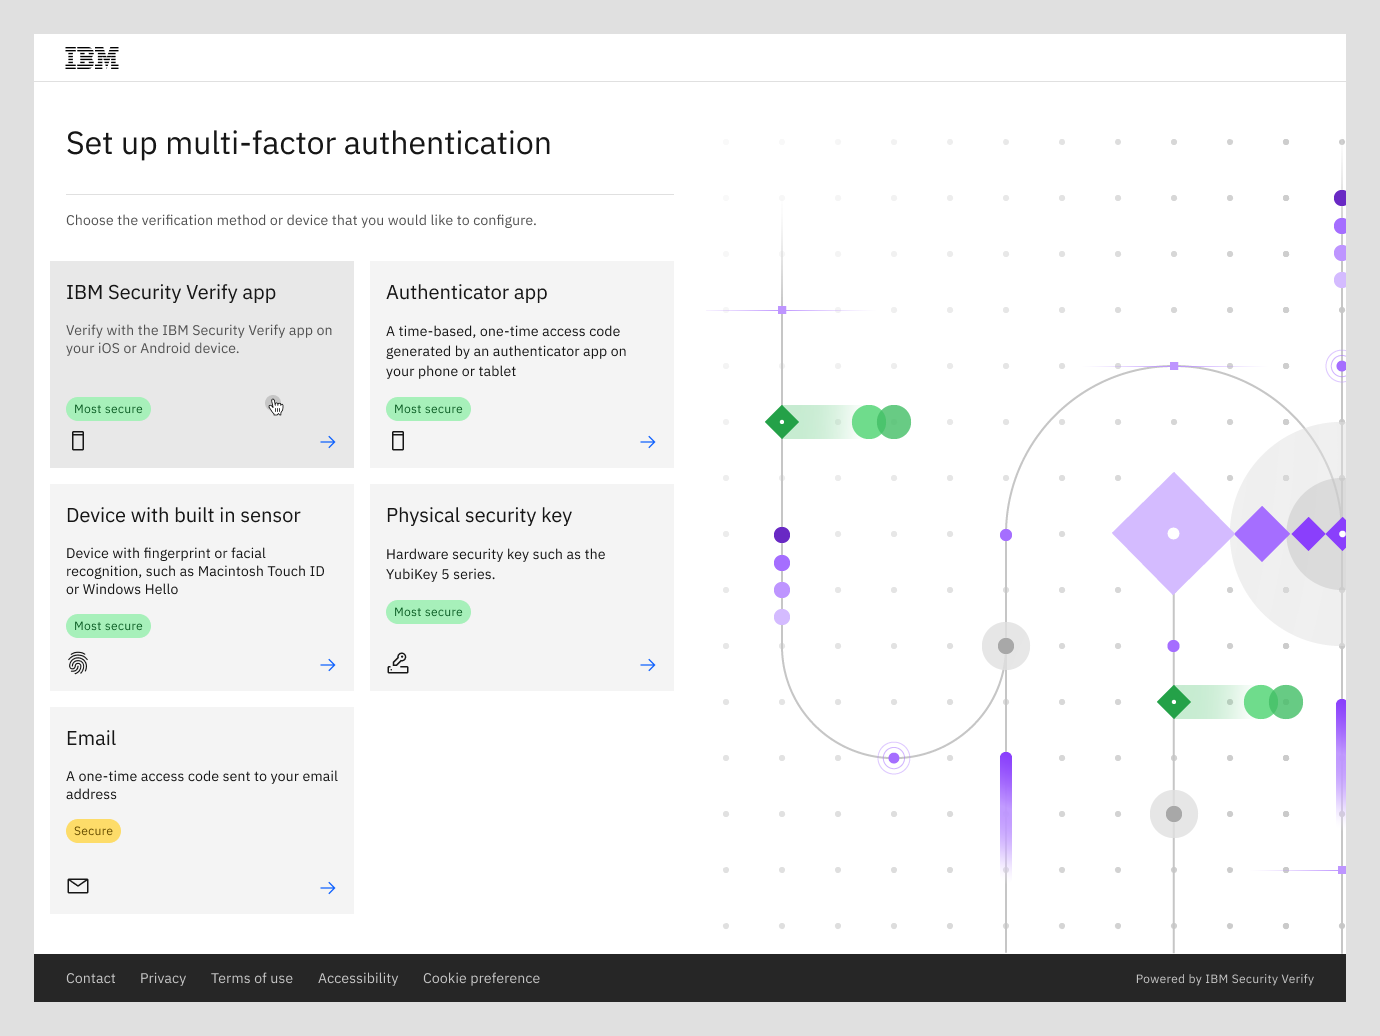 IBM
Set up multi-factor authentication
Choose the verification method or device that you would like to configure.
IBM Security Verify app
Verify with the IBM Security Verify app on
your iOS or Android device.
Most secure
Authenticator app
A time-based, one-time access code
generated by an authenticator app on
your phone or tablet
Most secure
Device with built in sensor
Device with fingerprint or facial
recognition, such as Macintosh Touch ID
or Windows Hello
Most secure
Physical security key
Hardware security key such as the
YubiKey 5 series.
Most secure
Email
A one-time access code sent to your email
address
Secure
Contact Privacy Terms of use Accessibility Cookie preference
Powered by IBM Security Verify